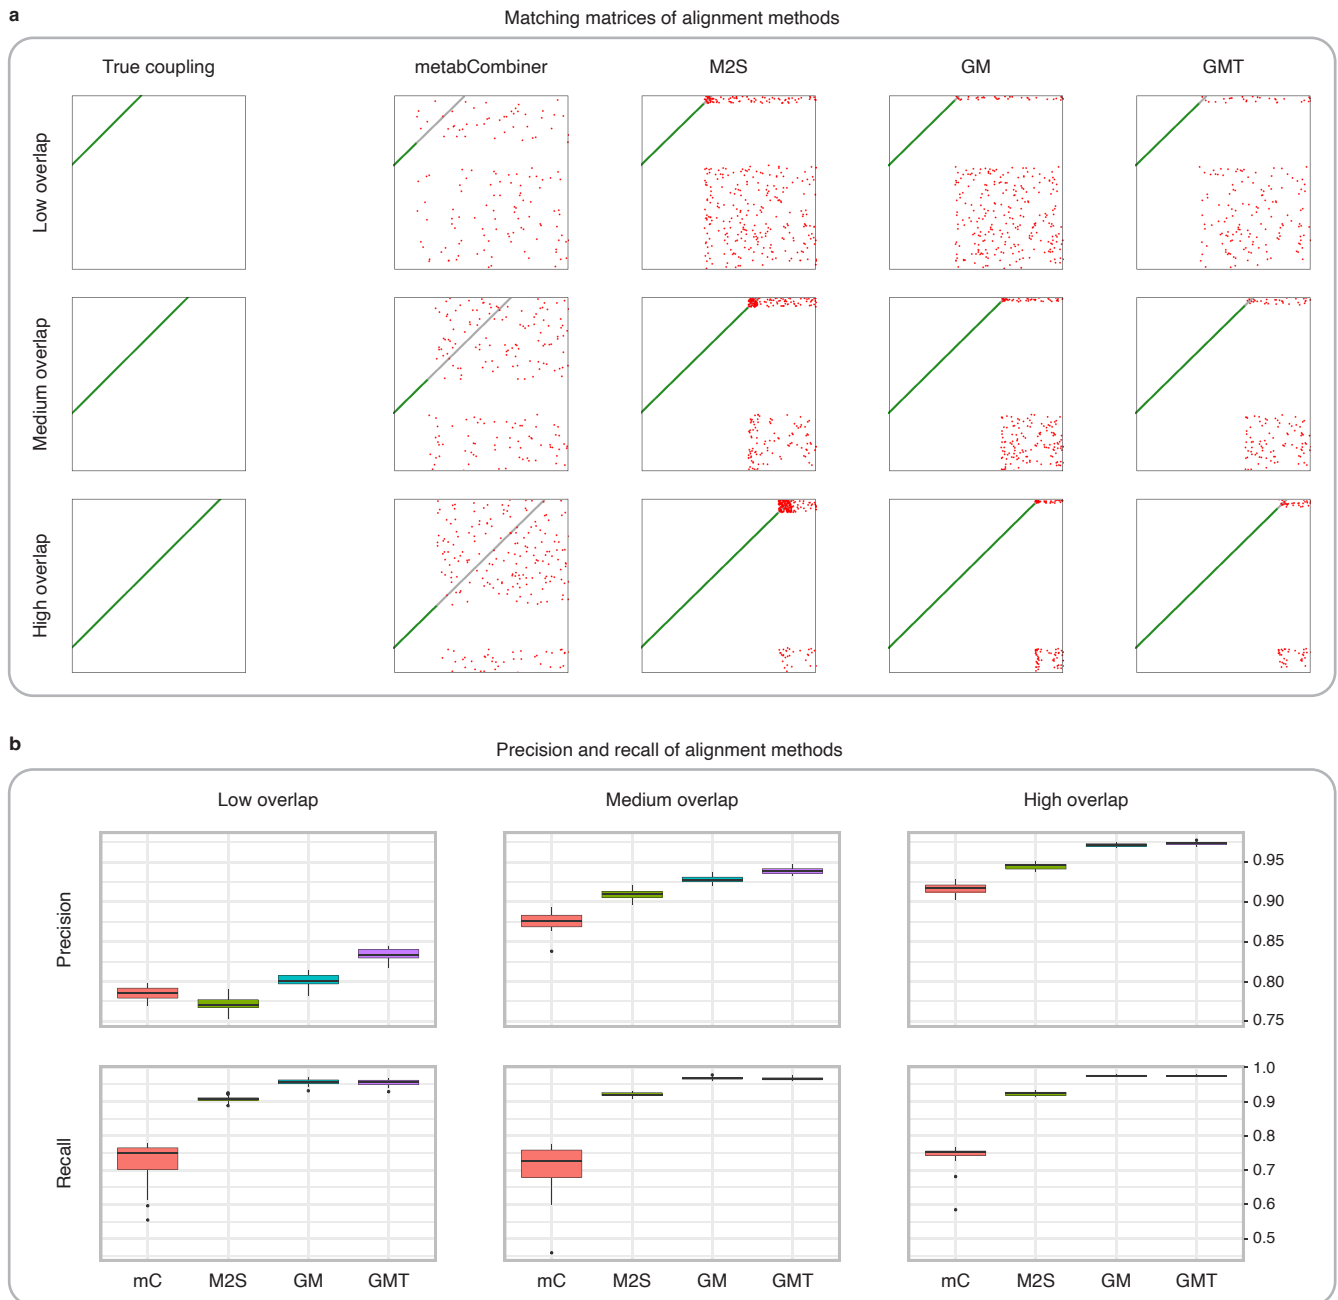 a
Matching matrices of alignment methods
True coupling metabCombiner M2S GM GMT
Low overlap
Medium overlap
High overlap
b
Precision and recall of alignment methods
Low overlap Medium overlap High overlap
Precision
0.95
0.90
0.85
0.80
0.75
Recall
1.0
0.9
0.8
0.7
0.6
0.5
mC M2S GM GMT mC M2S GM GMT mC M2S GM GMT